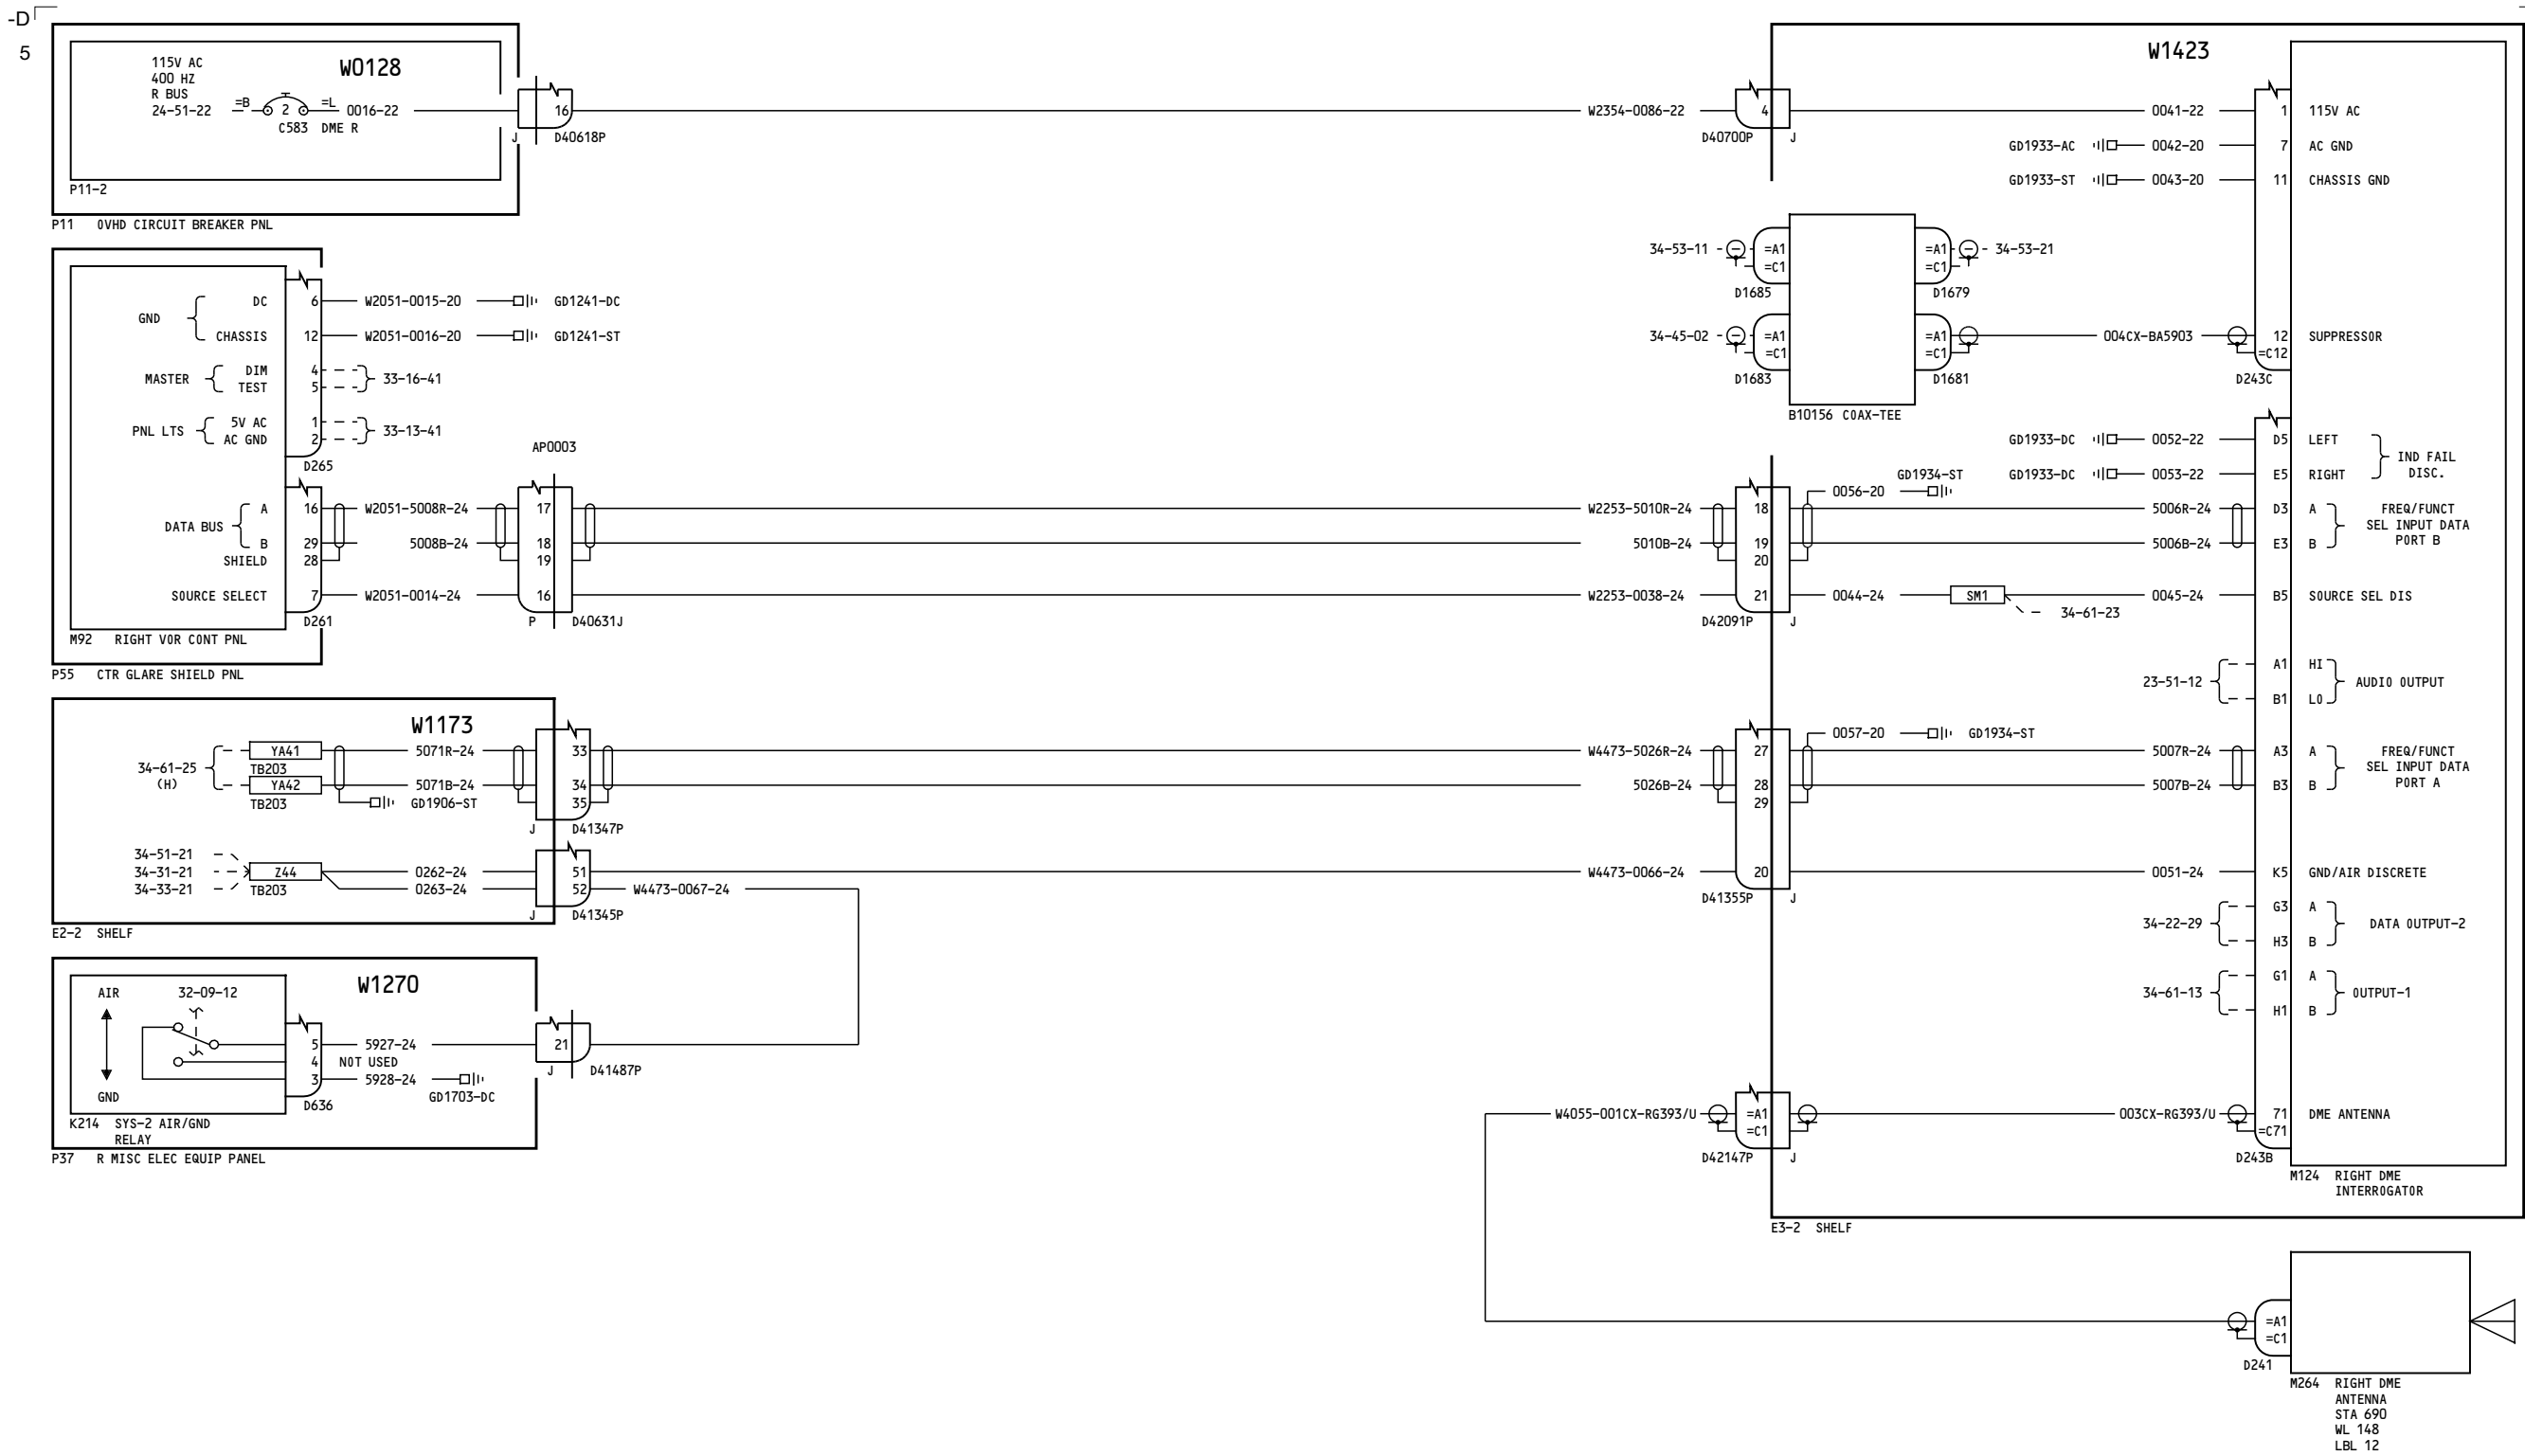 -D
5
115V AC
400 HZ
R BUS
24-51-22
W0128
=B
2
=L
0016-22
C583 DME R
P11-2
P11 OVHD CIRCUIT BREAKER PNL
J
16
D40618P
W2354-0086-22
4
D40700P
J
W1423
0041-22
1
115V AC
GD1933-AC
0042-20
7
AC GND
GD1933-ST
0043-20
11
CHASSIS GND
34-53-11
=A1
=C1
D1685
=A1
=C1
D1679
34-53-21
34-45-02
=A1
=C1
D1683
=A1
=C1
D1681
B10156 COAX-TEE
004CX-BA5903
12
=C12
D243C
SUPPRESSOR
GND
DC
6
W2051-0015-20
GD1241-DC
CHASSIS
12
W2051-0016-20
GD1241-ST
MASTER
DIM
TEST
4
5
33-16-41
PNL LTS
5V AC
AC GND
1
2
33-13-41
D265
AP0003
DATA BUS
A
16
W2051-5008R-24
17
B
29
5008B-24
18
SHIELD
28
19
SOURCE SELECT
7
W2051-0014-24
16
D261
P
D40631J
M92 RIGHT VOR CONT PNL
P55 CTR GLARE SHIELD PNL
W2253-5010R-24
18
5010B-24
19
20
W2253-0038-24
21
D42091P
J
GD1933-DC
0052-22
D5
LEFT
GD1933-DC
0053-22
E5
RIGHT
IND FAIL
DISC.
GD1934-ST
0056-20
5006R-24
D3
A
5006B-24
E3
B
FREQ/FUNCT
SEL INPUT DATA
PORT B
0044-24
SM1
34-61-23
0045-24
B5
SOURCE SEL DIS
23-51-12
A1
HI
B1
LO
AUDIO OUTPUT
W1173
34-61-25
(H)
YA41
TB203
YA42
TB203
5071R-24
5071B-24
GD1906-ST
33
34
35
J
D41347P
W4473-5026R-24
27
5026B-24
28
29
0057-20
GD1934-ST
5007R-24
A3
A
5007B-24
B3
B
FREQ/FUNCT
SEL INPUT DATA
PORT A
34-51-21
34-31-21
34-33-21
Z44
TB203
0262-24
0263-24
51
52
J
D41345P
W4473-0067-24
E2-2 SHELF
W4473-0066-24
20
D41355P
J
0051-24
K5
GND/AIR DISCRETE
34-22-29
G3
A
H3
B
DATA OUTPUT-2
34-61-13
G1
A
H1
B
OUTPUT-1
W1270
AIR
32-09-12
GND
5
5927-24
4
NOT USED
3
5928-24
GD1703-DC
D636
21
J
D41487P
K214 SYS-2 AIR/GND
RELAY
P37 R MISC ELEC EQUIP PANEL
W4055-001CX-RG393/U
=A1
=C1
D42147P
J
003CX-RG393/U
71
=C71
D243B
DME ANTENNA
M124 RIGHT DME
INTERROGATOR
E3-2 SHELF
=A1
=C1
D241
M264 RIGHT DME
ANTENNA
STA 690
WL 148
LBL 12